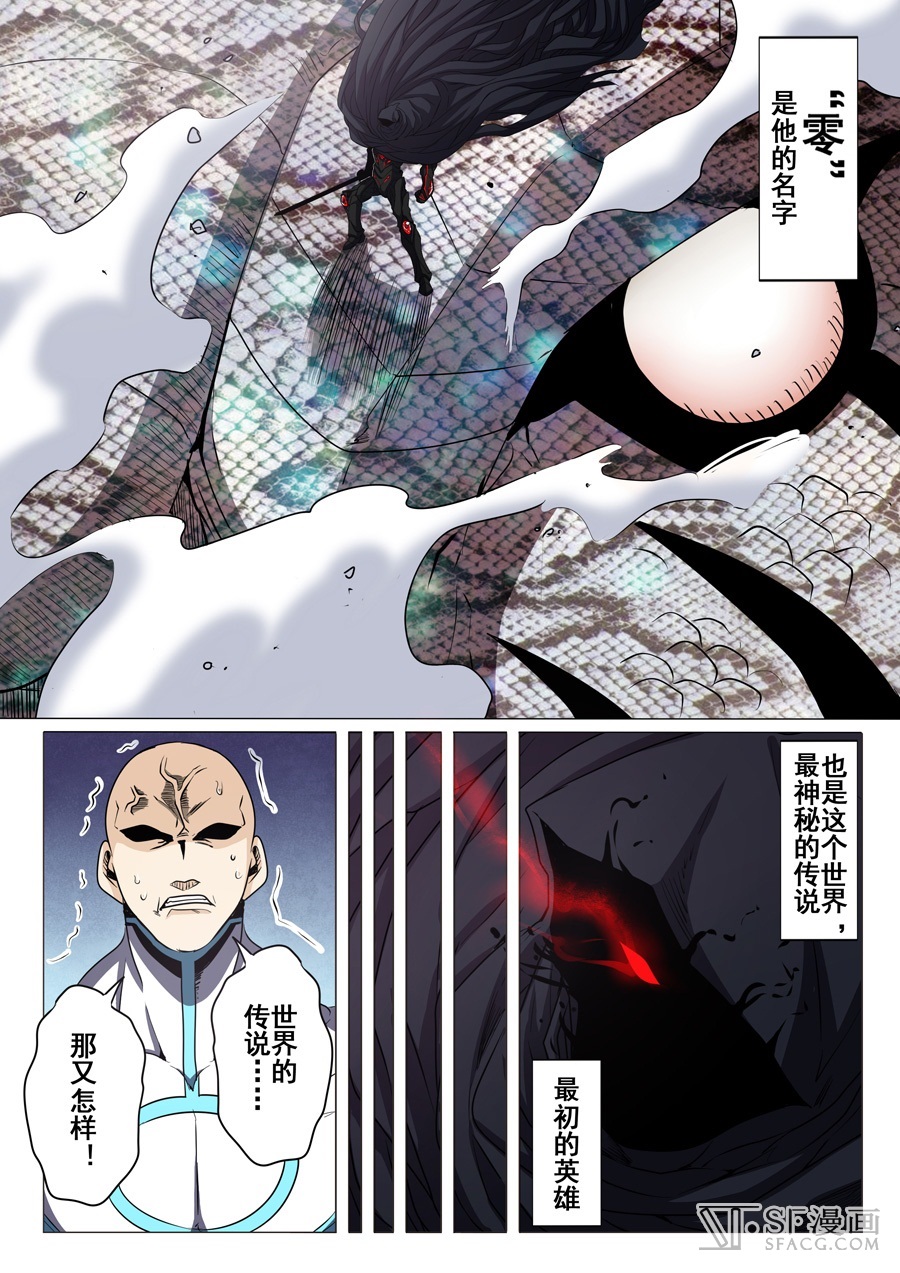 “零”
是他的名字
也是这个世界，
最神秘的传说
最初的英雄
世界的
传说……
那又怎样！
SF漫画
SFACG.COM